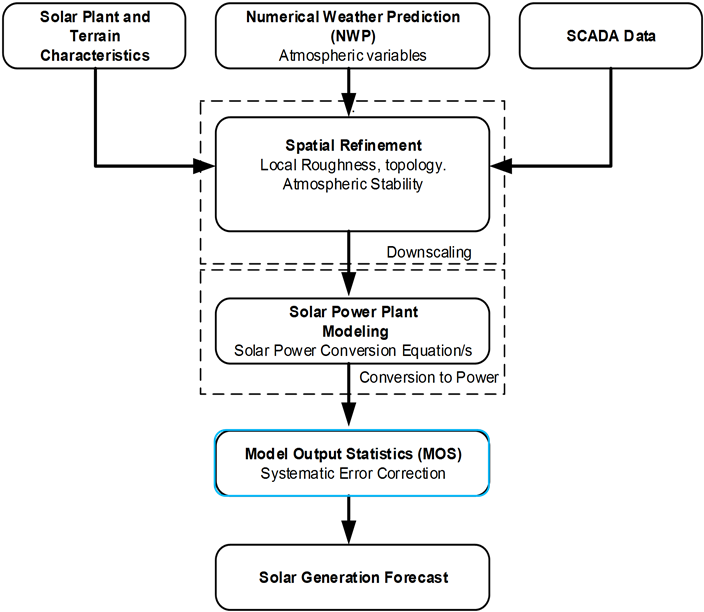 Solar Plant and
Terrain
Characteristics
Numerical Weather Prediction
(NWP)
Atmospheric variables
SCADA Data
Spatial Refinement
Local Roughness, topology.
Atmospheric Stability
Downscaling
Solar Power Plant
Modeling
Solar Power Conversion Equation/s
Conversion to Power
Model Output Statistics (MOS)
Systematic Error Correction
Solar Generation Forecast